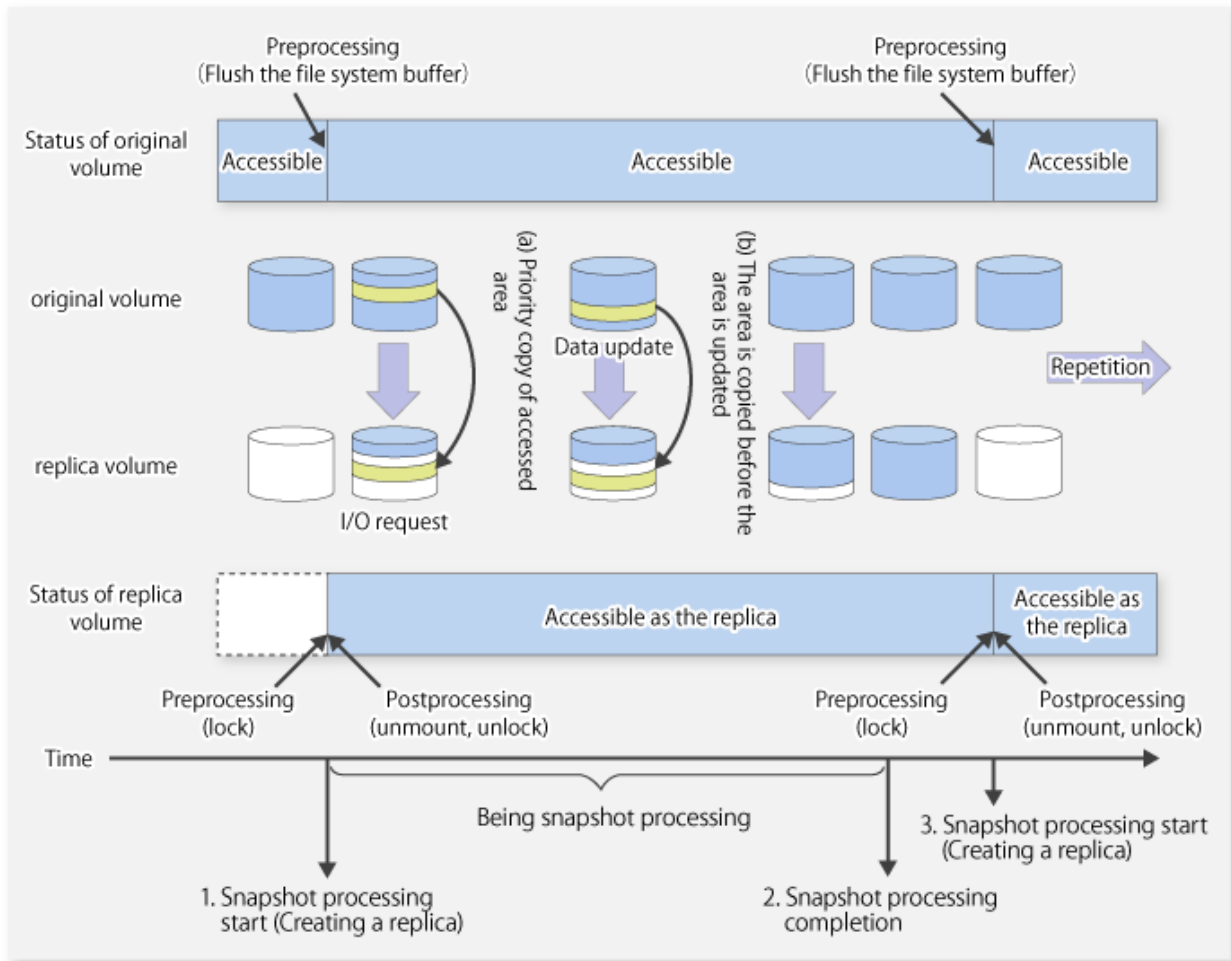 Preprocessing
(Flush the file system buffer)
Preprocessing
(Flush the file system buffer)
Status of original
volume
Accessible
Accessible
Accessible
original volume
(a) Priority copy of accessed
area
Data update
(b) The area is copied before the
area is updated
Repetition
replica volume
I/O request
Status of replica
volume
Accessible as the replica
Accessible as
the replica
Preprocessing
(lock)
Postprocessing
(unmount, unlock)
Preprocessing
(lock)
Postprocessing
(unmount, unlock)
Time
Being snapshot processing
3. Snapshot processing start
(Creating a replica)
1. Snapshot processing
start (Creating a replica)
2. Snapshot processing
completion